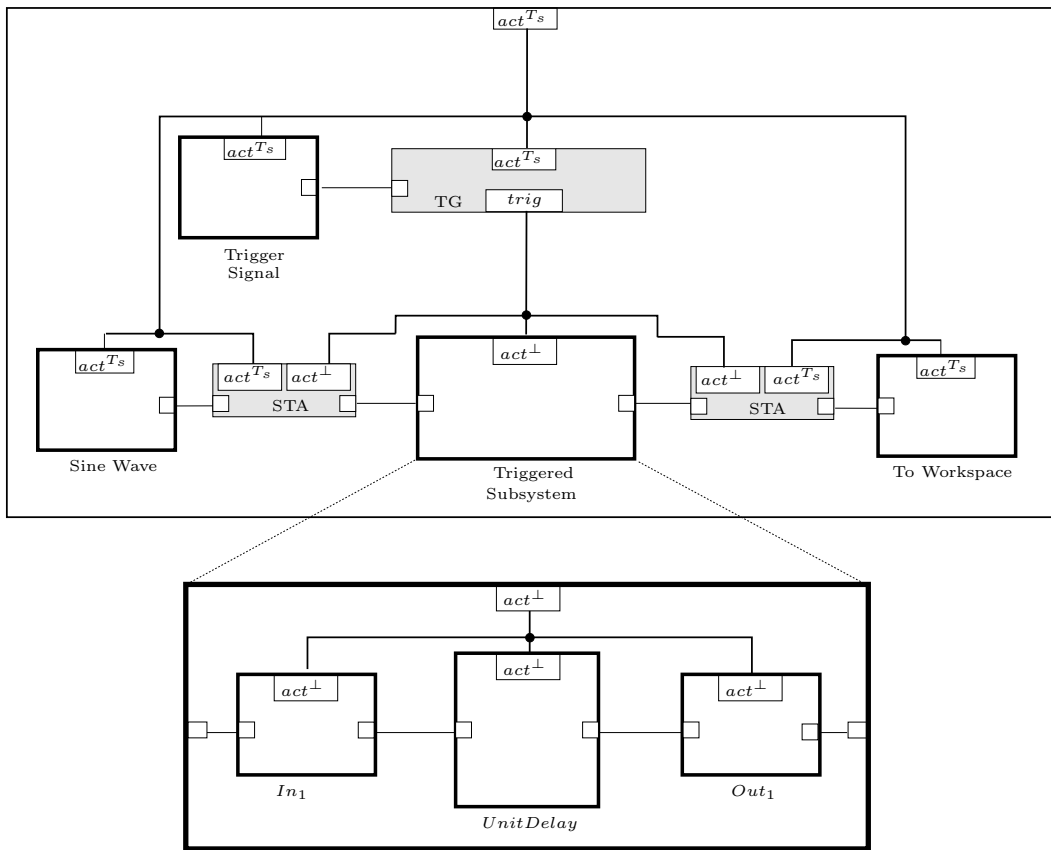 act^{T_s}
act^{T_s}
act^{T_s}
TG
trig
Trigger
Signal
act^{T_s}
act^{T_s}
act^⊥
STA
act^⊥
act^⊥
act^{T_s}
STA
act^{T_s}
Sine Wave
Triggered
Subsystem
To Workspace
act^⊥
act^⊥
act^⊥
act^⊥
In_1
UnitDelay
Out_1